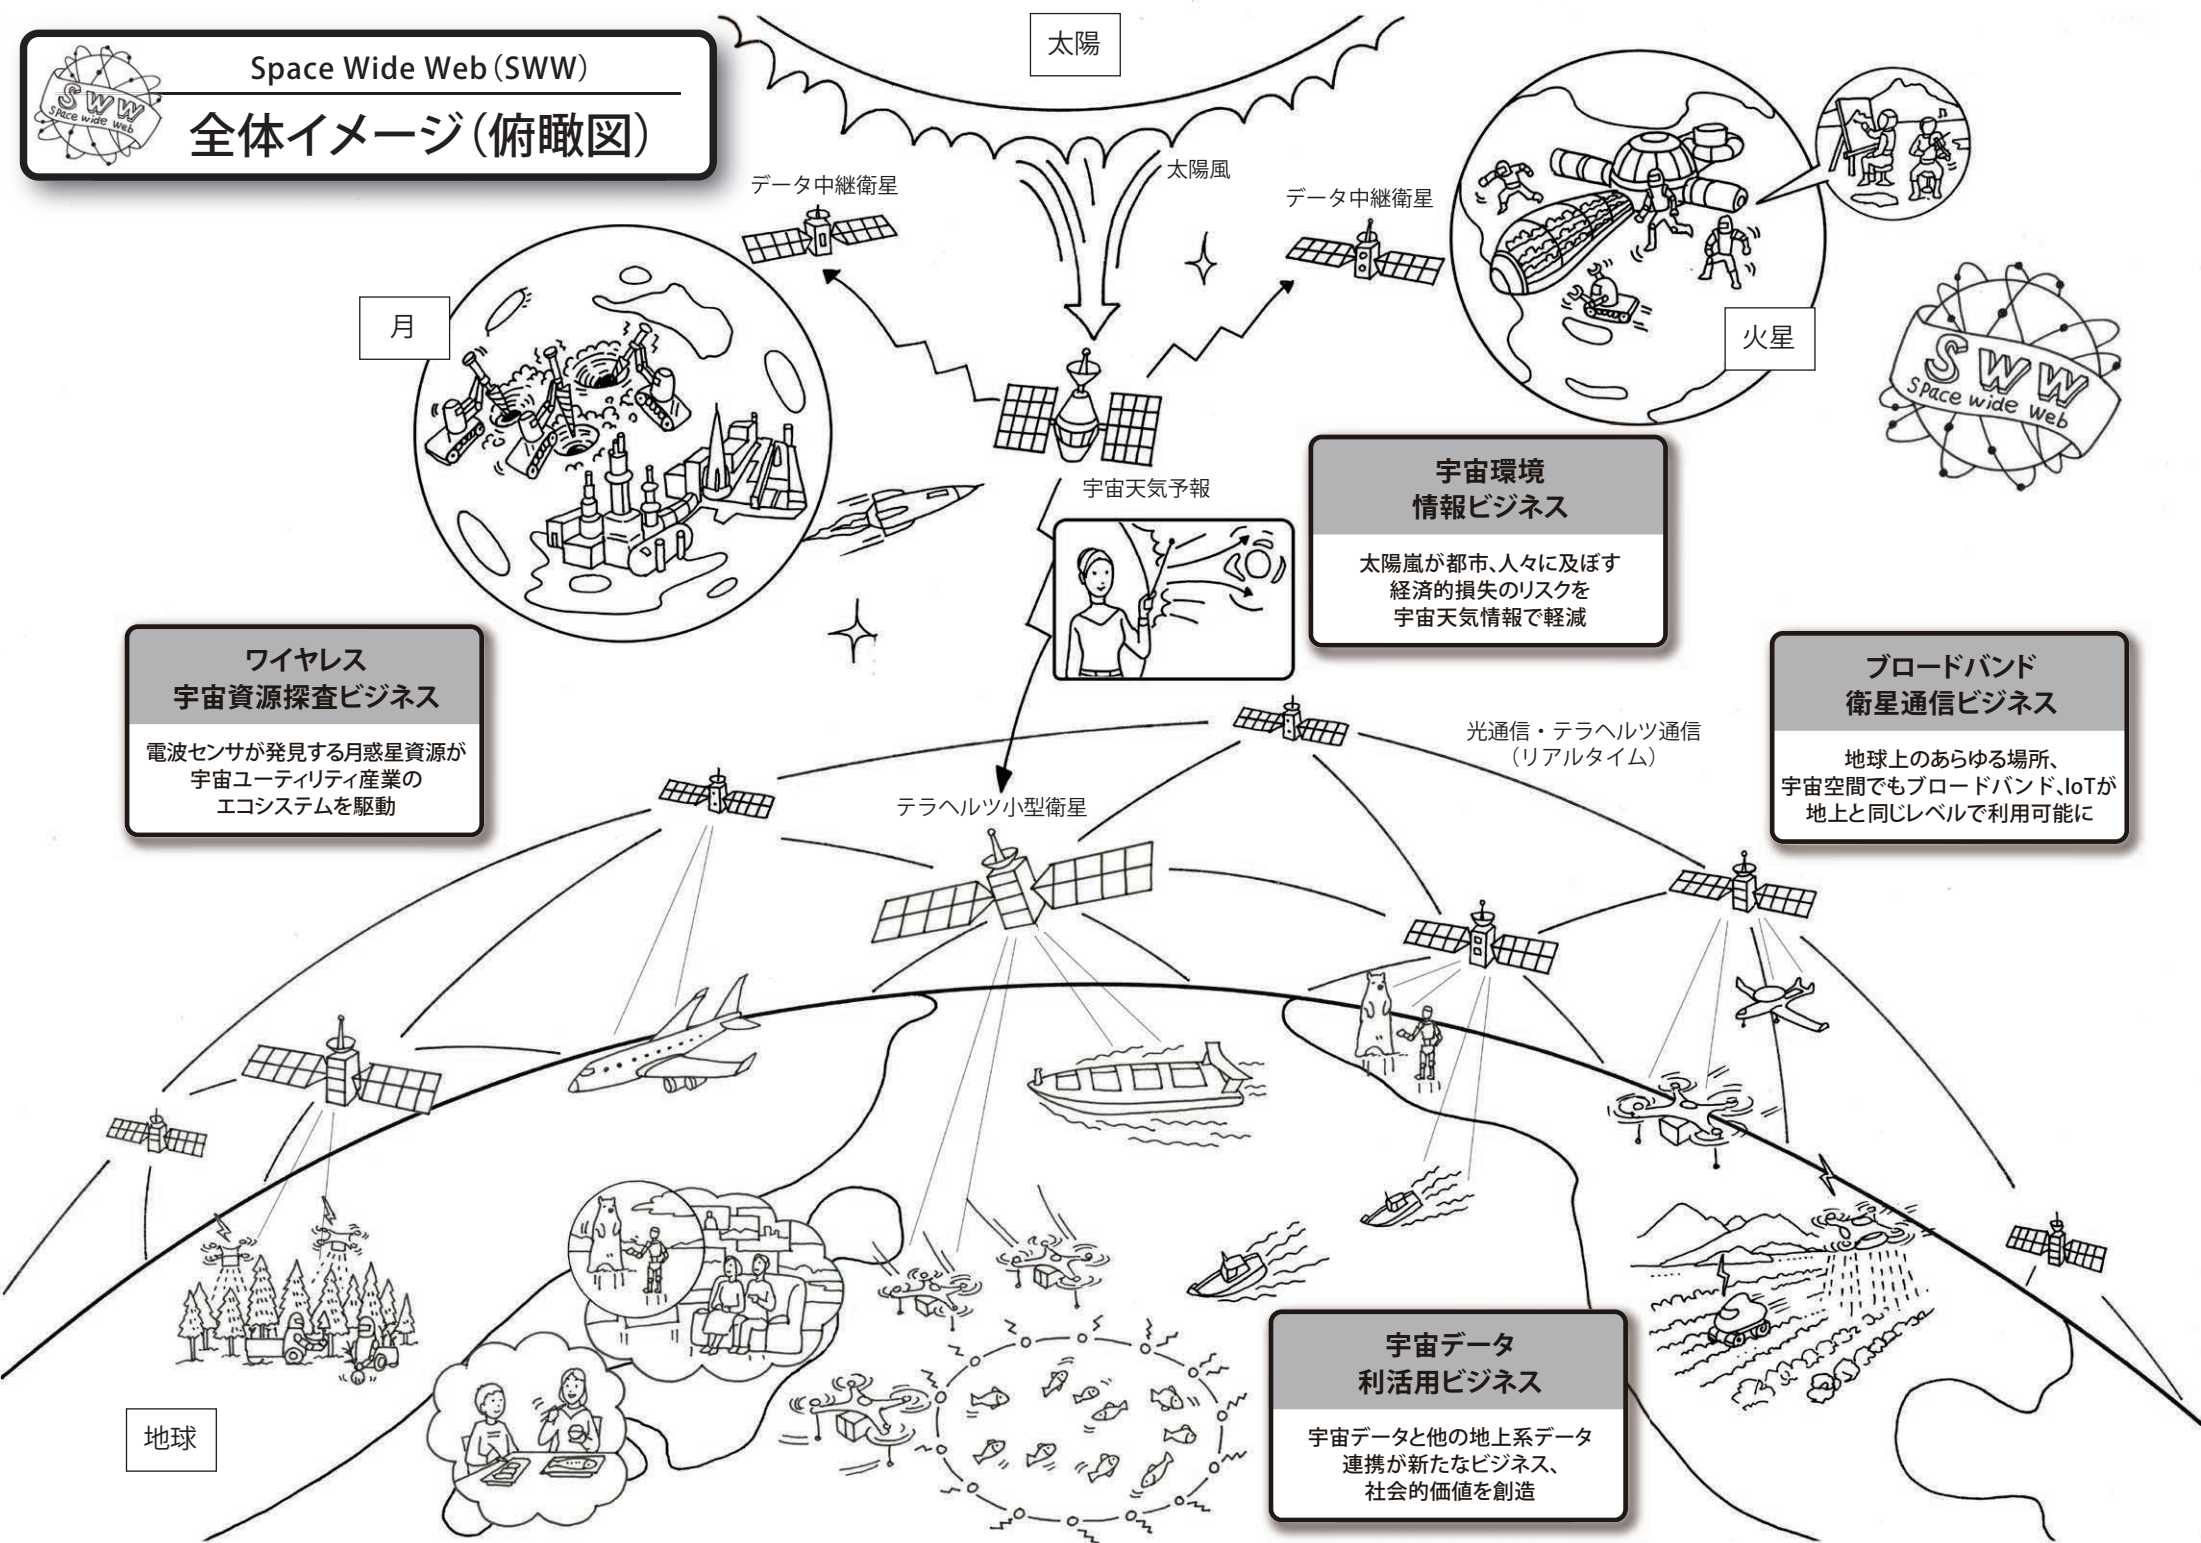 Space Wide Web（SWW）
全体イメージ（俯瞰図）
SWW
Space wide web
太陽
太陽風
データ中継衛星
データ中継衛星
月
火星
SWW
Space wide web
宇宙天気予報
宇宙環境
情報ビジネス
太陽嵐が都市、人々に及ぼす
経済的損失のリスクを
宇宙天気情報で軽減
ワイヤレス
宇宙資源探査ビジネス
電波センサが発見する月惑星資源が
宇宙ユーティリティ産業の
エコシステムを駆動
ブロードバンド
衛星通信ビジネス
地球上のあらゆる場所、
宇宙空間でもブロードバンド、IoTが
地上と同じレベルで利用可能に
光通信・テラヘルツ通信
（リアルタイム）
テラヘルツ小型衛星
宇宙データ
利活用ビジネス
宇宙データと他の地上系データ
連携が新たなビジネス、
社会的価値を創造
地球